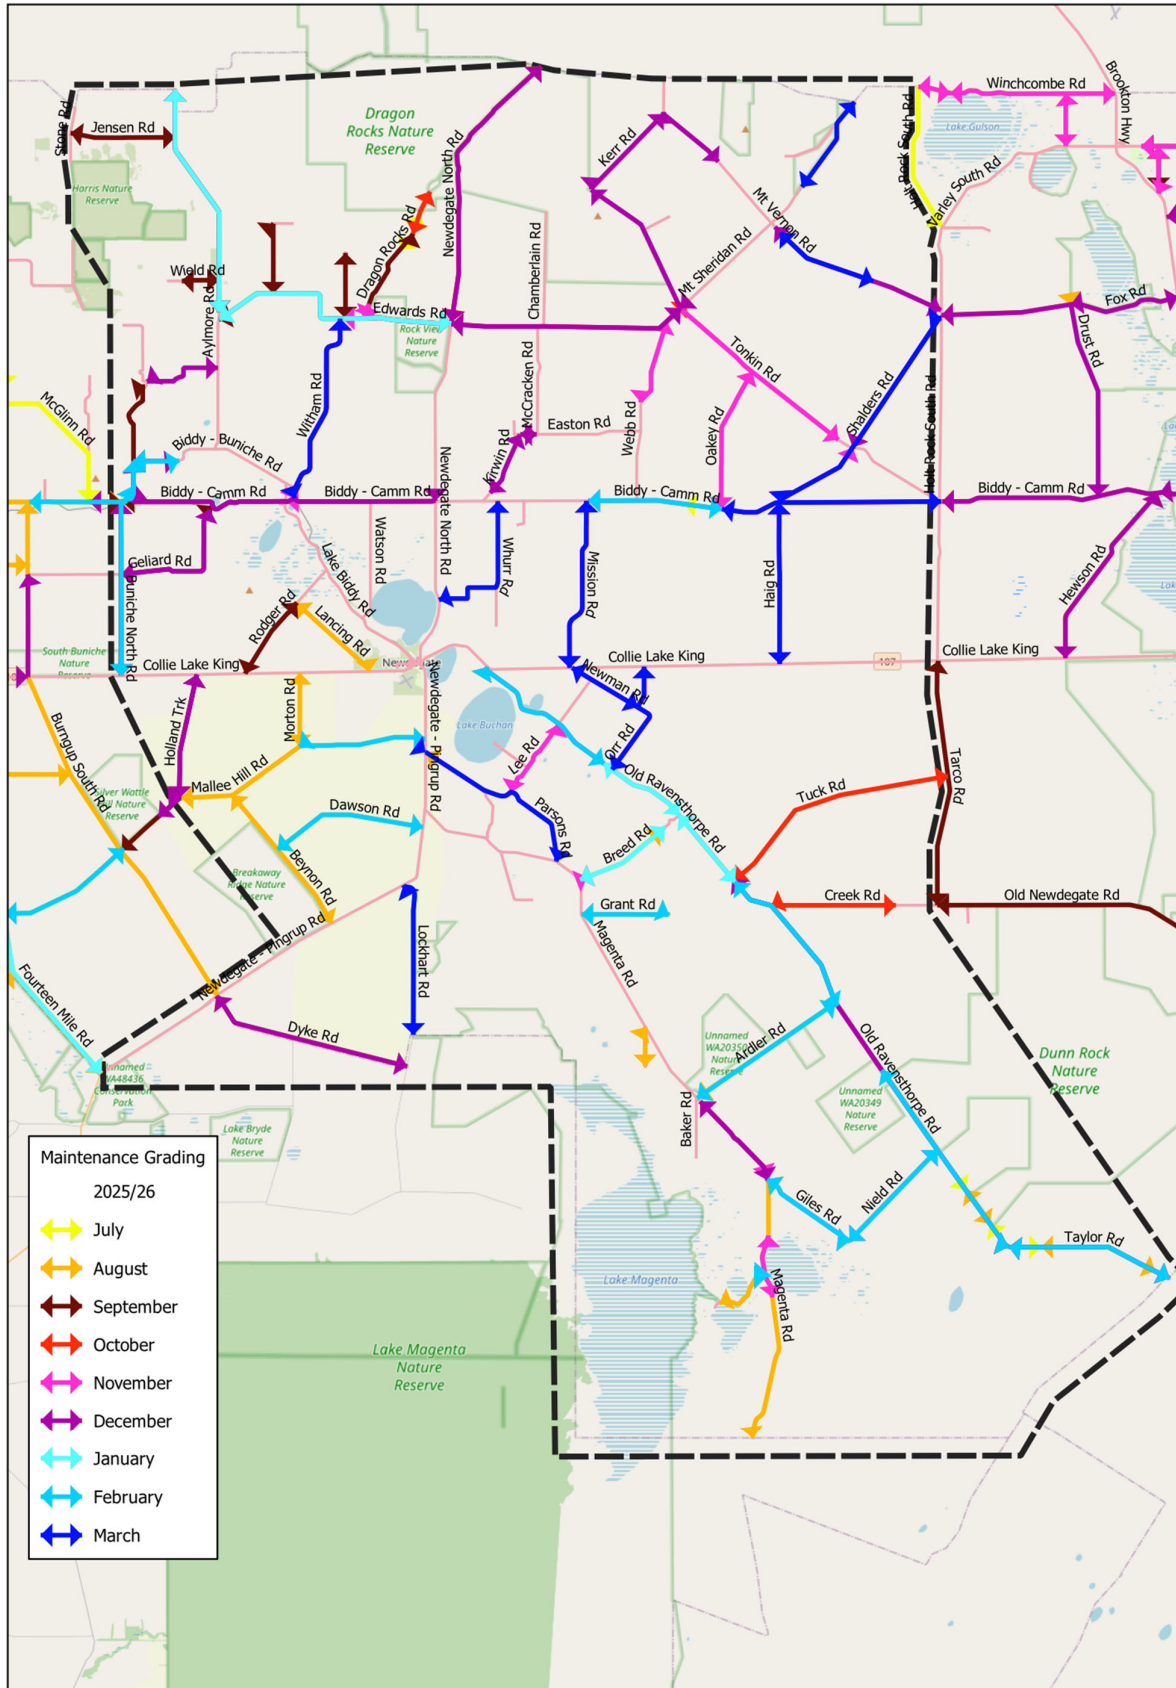 Stone Rd
Jensen Rd
Dragon
Rocks Nature
Reserve
Harris Nature
Reserve
Kerr Rd
Newdegate North Rd
Holt Rock South Rd
Winchcombe Rd
Brookton Hwy
Lake Gulson
Varley South Rd
Mt Vernon Rd
Wield Rd
Dragon Rocks Rd
Aylmore Rd
Edwards Rd
Rock View
Nature
Reserve
Chamberlain Rd
Mt Sheridan Rd
Fox Rd
Drust Rd
McGlinn Rd
Witham Rd
McCracken Rd
Tonkin Rd
Shalders Rd
Holt Rock South Rd
Biddy - Buniche Rd
Kirwin Rd
Easton Rd
Webb Rd
Oakey Rd
Newdegate North Rd
Biddy - Camm Rd
Biddy - Camm Rd
Biddy - Camm Rd
Biddy - Camm Rd
Geliard Rd
Buniche North Rd
Lake Biddy Rd
Watson Rd
Whurr Rd
Mission Rd
Haig Rd
Hewson Rd
Rodger Rd
Lancing Rd
South Buniche
Nature
Reserve
Collie Lake King
Collie Lake King
107
Collie Lake King
Newdegate
Holland Trk
Morton Rd
Newdegate - Pingrup Rd
Lake Buchan
Newman Rd
Orr Rd
Lee Rd
Burngup South Rd
Mallee Hill Rd
Silver Wattle
Hill Nature
Reserve
Dawson Rd
Parsons Rd
Old Ravensthorpe Rd
Tuck Rd
Tarco Rd
Breed Rd
Breakaway
Ridge Nature
Reserve
Beynon Rd
Grant Rd
Creek Rd
Old Newdegate Rd
Newdegate - Pingrup Rd
Lockhart Rd
Magenta Rd
Fourteen Mile Rd
Dyke Rd
Unnamed
WA48436
Conservation
Park
Unnamed
WA20350
Nature
Reserve
Ardler Rd
Old Ravensthorpe Rd
Unnamed
WA20349
Nature
Reserve
Dunn Rock
Nature
Reserve
Baker Rd
Lake Bryde
Nature
Reserve
Giles Rd
Nield Rd
Taylor Rd
Lake Magenta
Magenta Rd
Lake Magenta
Nature
Reserve
Maintenance Grading
2025/26
July
August
September
October
November
December
January
February
March